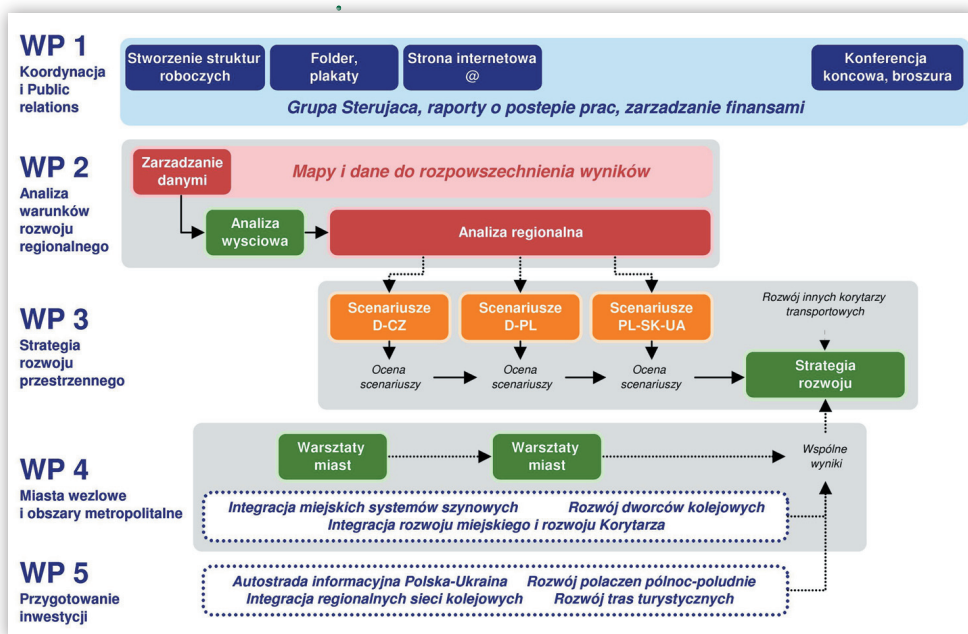 WP 1
Koordynacja
i Public
relations
Stworzenie struktur
roboczych
Folder,
plakaty
Strona internetowa
@
Konferencja
koncowa, broszura
Grupa Sterujaca, raporty o postepie prac, zarzadzanie finansami
WP 2
Analiza
warunków
rozwoju
regionalnego
Zarzadzanie
danymi
Mapy i dane do rozpowszechnienia wyników
Analiza
wysciowa
Analiza regionalna
WP 3
Strategia
rozwoju
przestrzennego
Scenariusze
D-CZ
Scenariusze
D-PL
Scenariusze
PL-SK-UA
Rozwój innych korytarzy
transportowych
Ocena
scenariuszy
Ocena
scenariuszy
Ocena
scenariuszy
Strategia
rozwoju
WP 4
Miasta wezlowe
i obszary metropolitalne
Warsztaty
miast
Warsztaty
miast
Wspólne
wyniki
Integracja miejskich systemów szynowych Rozwój dworców kolejowych
Integracja rozwoju miejskiego i rozwoju Korytarza
WP 5
Przygotowanie
inwestycji
Autostrada informacyjna Polska-Ukraina Rozwój polaczen pólnoc-poludnie
Integracja regionalnych sieci kolejowych Rozwój tras turystycznych